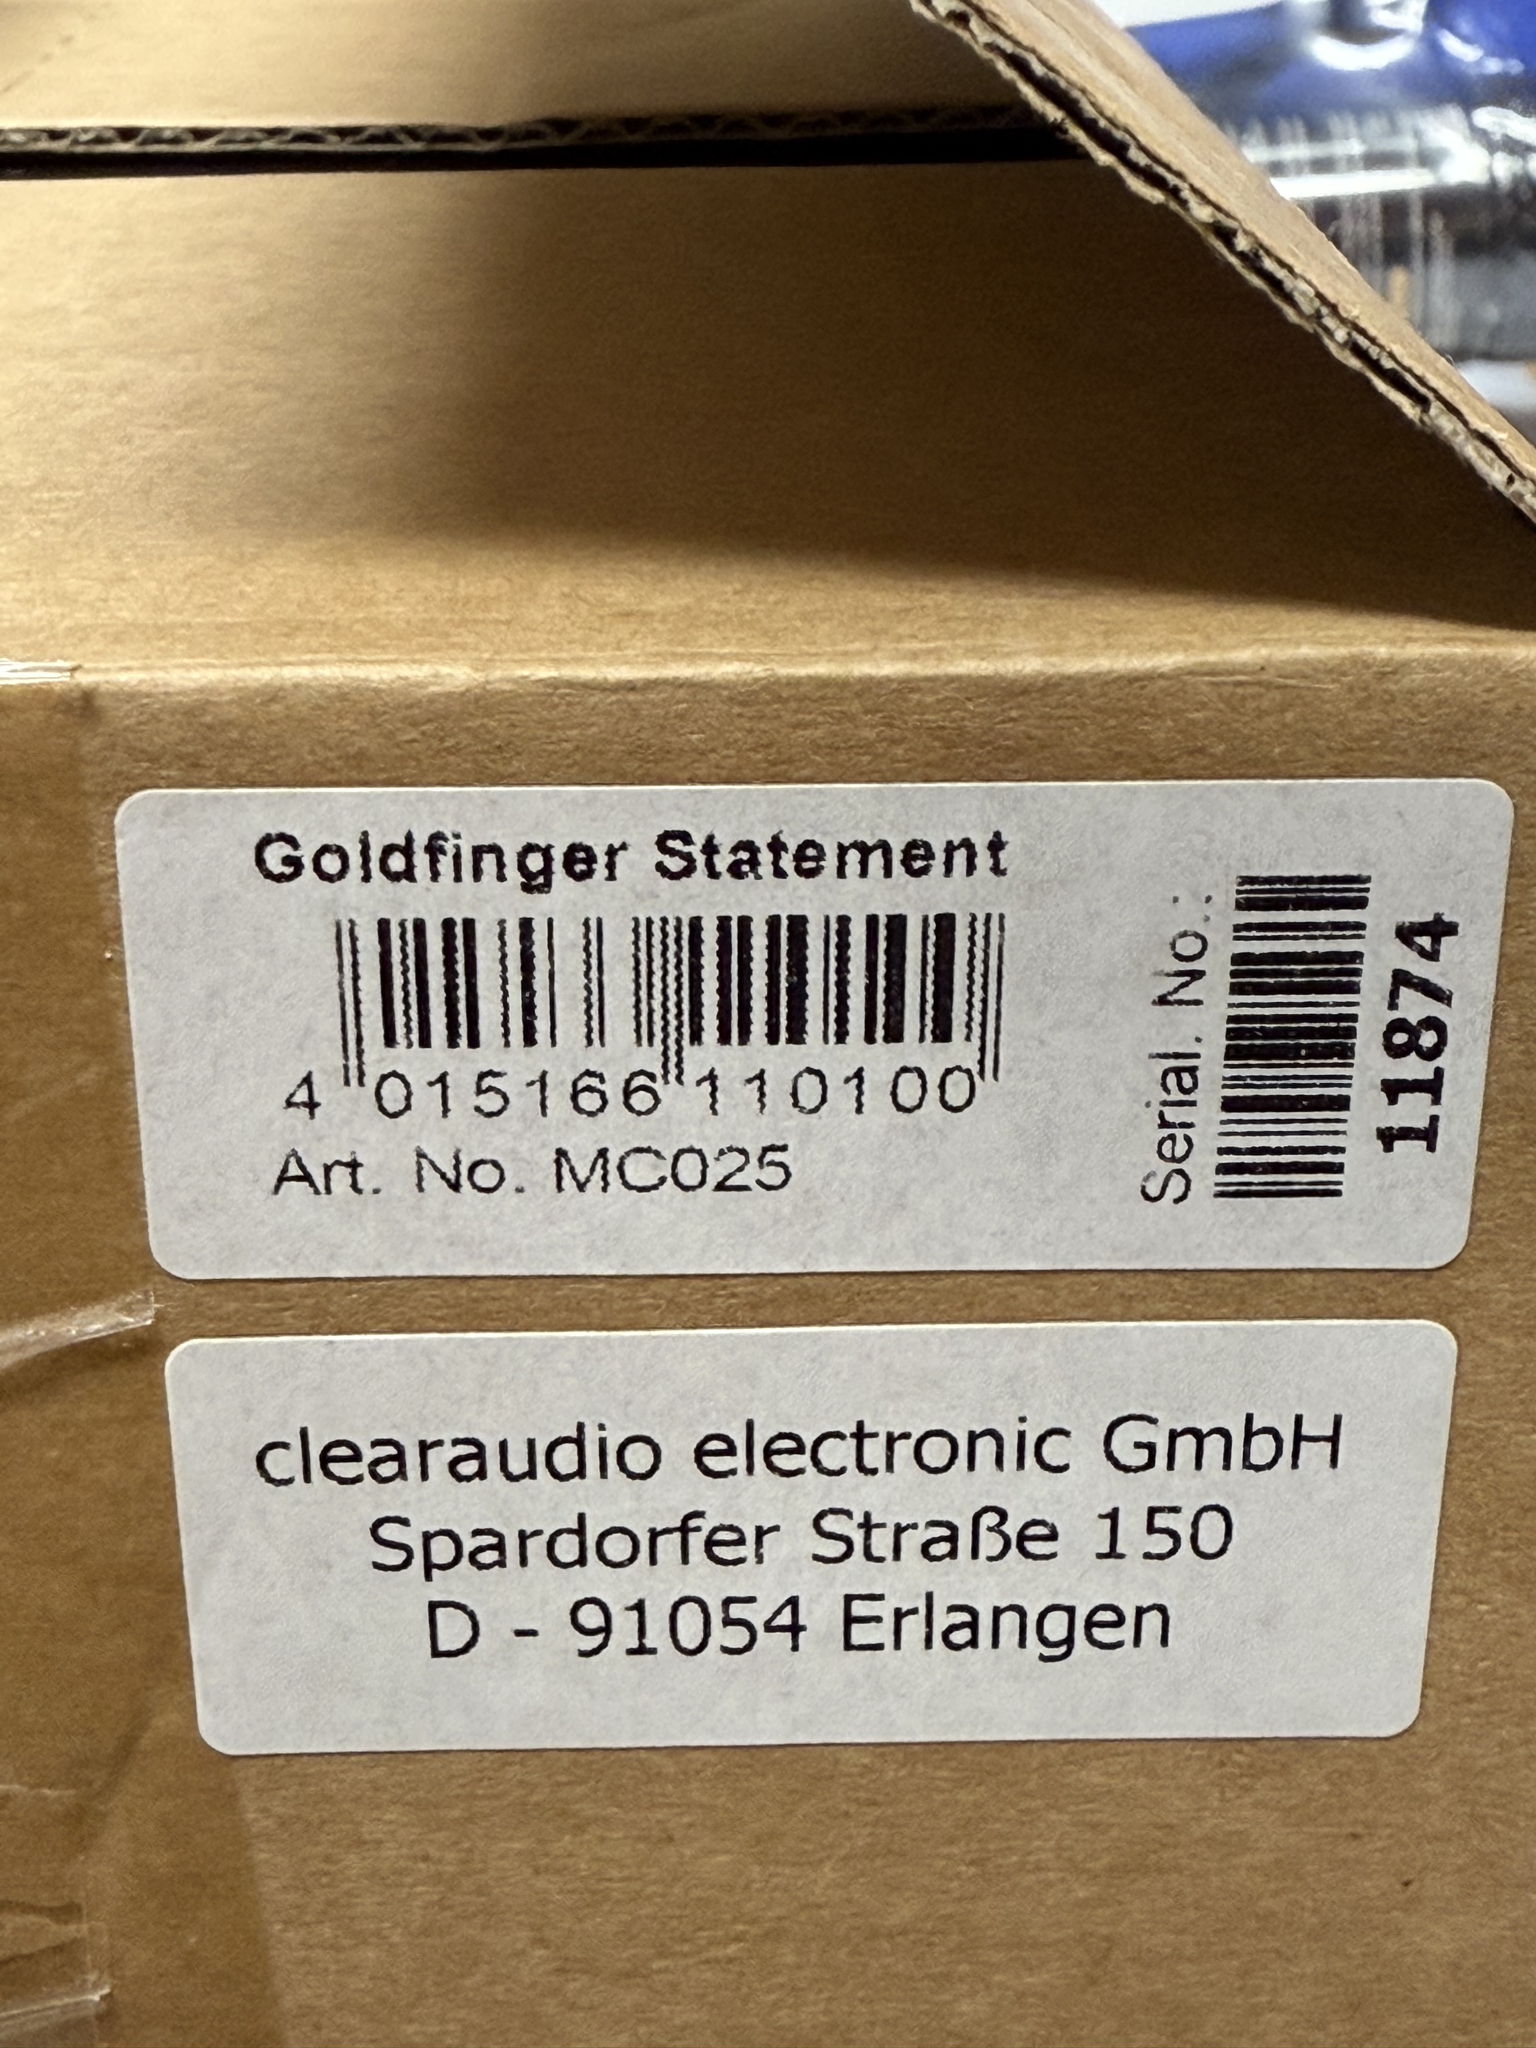 Goldfinger Statement
4 015166 110100
Art. No. MC025
Serial. No.:
11874
clearaudio electronic GmbH
Spardorfer Straße 150
D - 91054 Erlangen